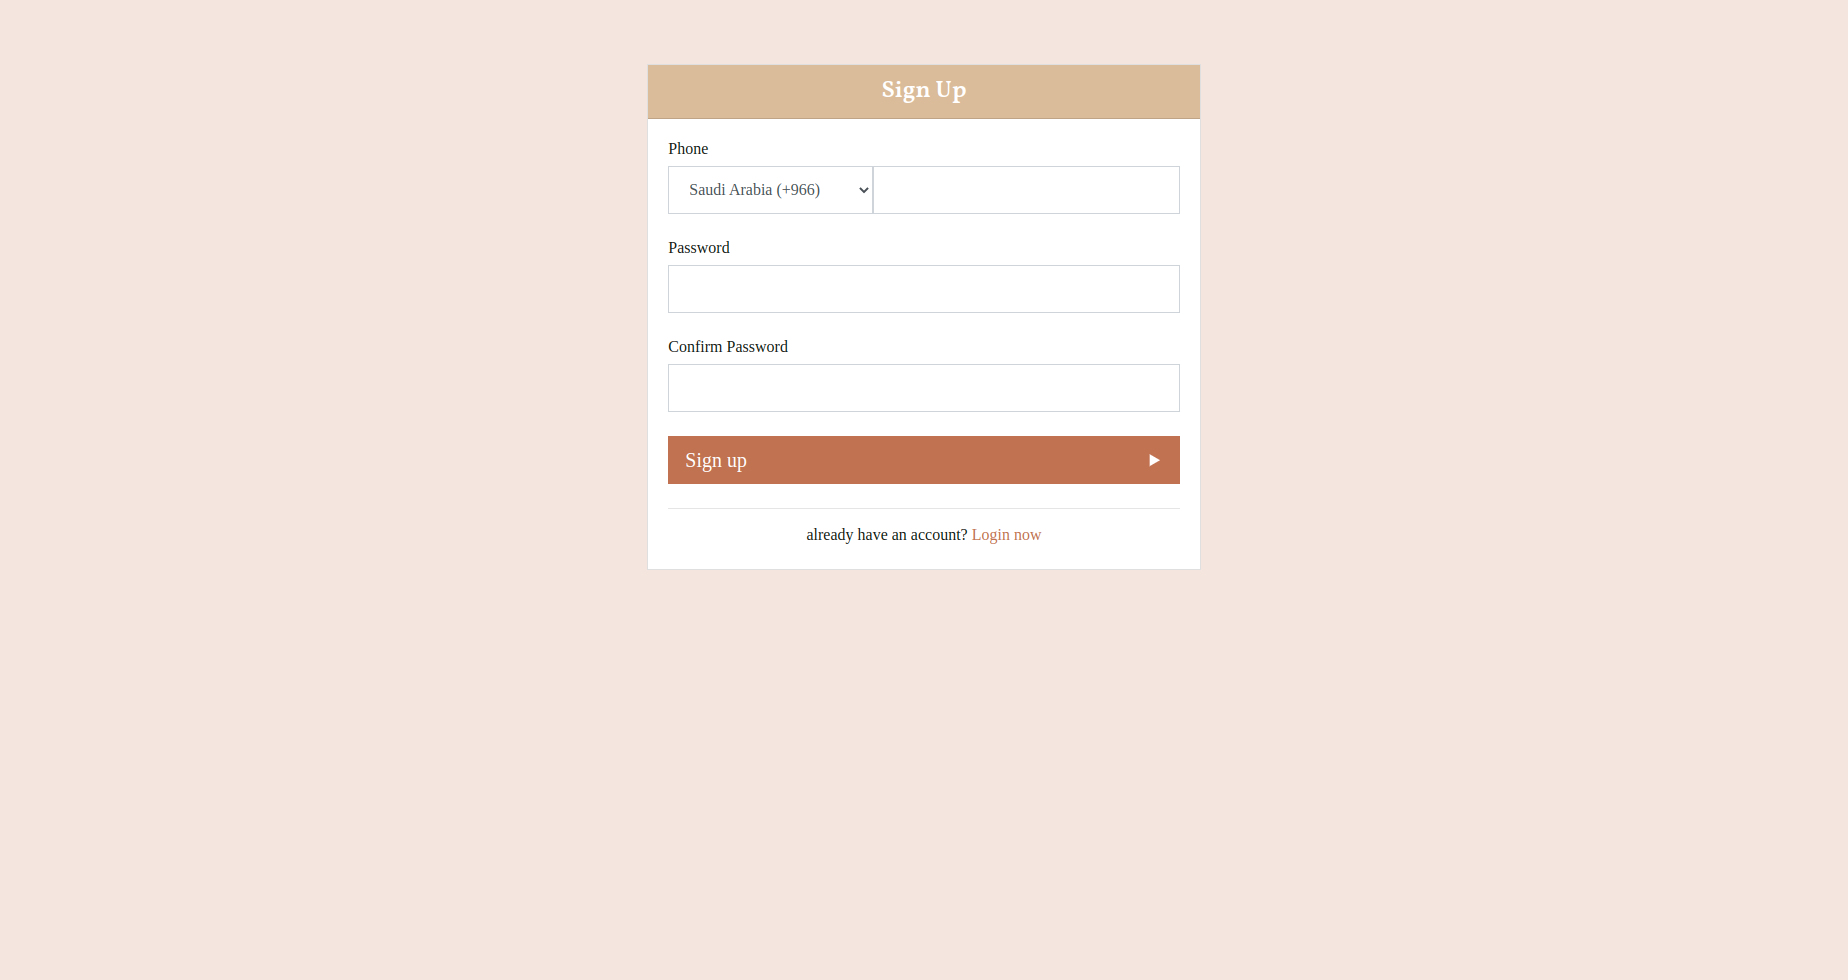 Sign Up
Phone
Saudi Arabia (+966)
Password
Confirm Password
Sign up
already have an account? Login now